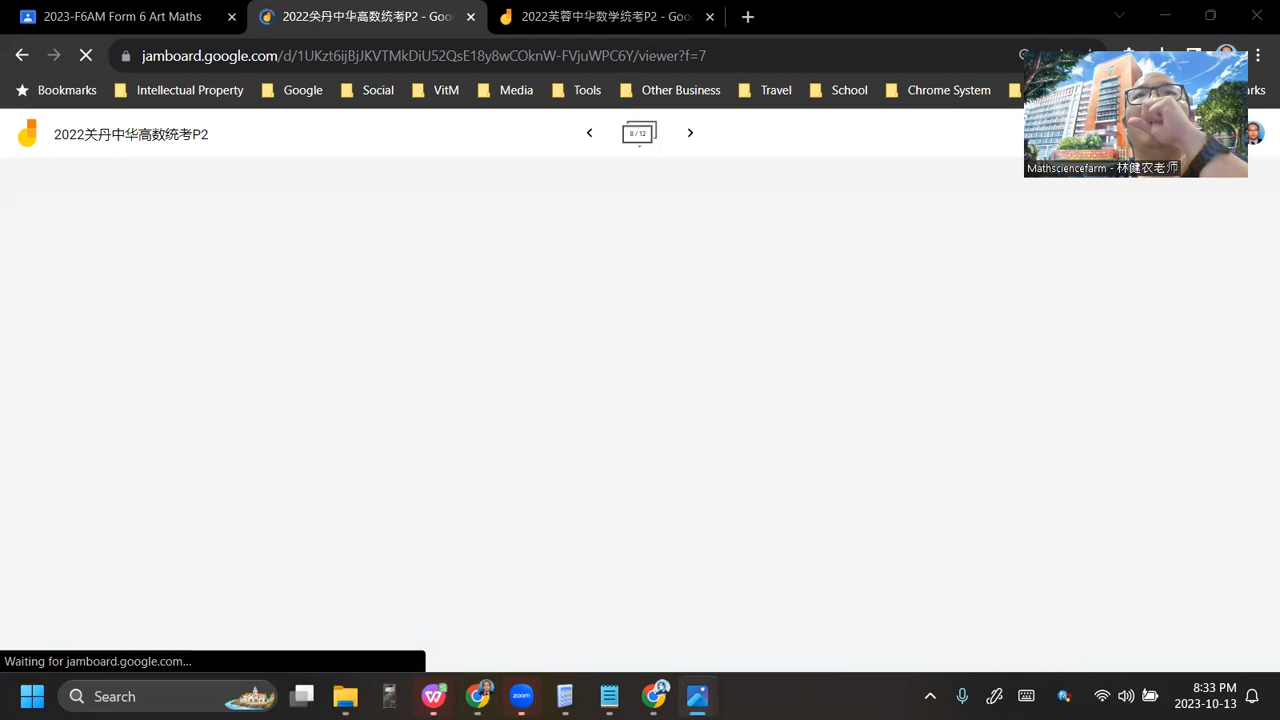 2023-F6AM Form 6 Art Maths
2022关丹中华高数统考P2 - Goo
2022芙蓉中华数学统考P2 - Goo
jamboard.google.com/d/1UKzt6ijBjJKVTMkDiU52QsF18y8wCQknW-FVjuWPC6Y/viewer?f=7
Bookmarks
Intellectual Property
Google
Social
VitM
Media
Tools
Other Business
Travel
School
Chrome System
2022关丹中华高数统考P2
8 / 12
Mathsciencefarm - 林健农老师
Waiting for jamboard.google.com...
Search
zoom
8:33 PM
2023-10-13